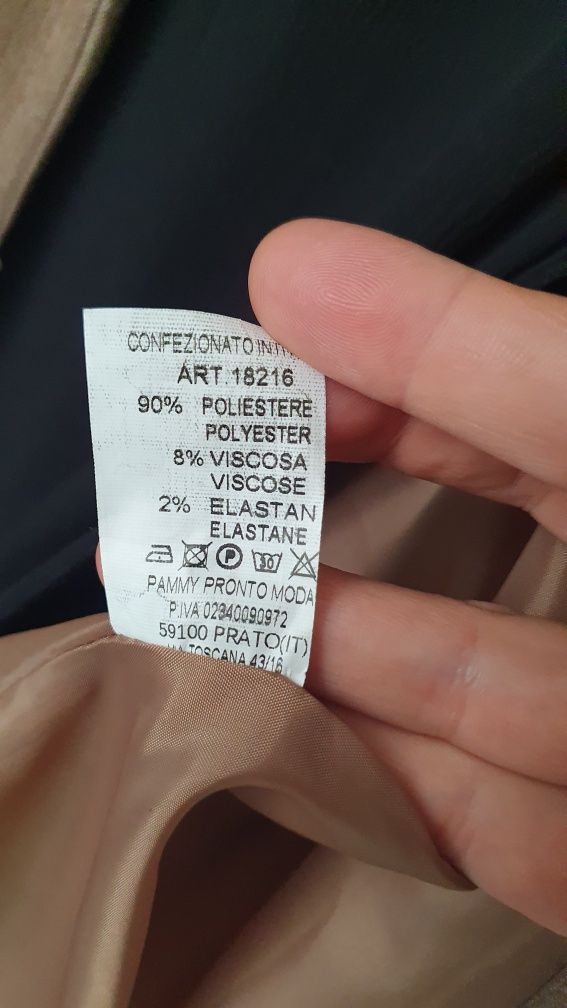 CONFEZIONATO IN
ART.18216
90% POLIESTERE
POLYESTER
8% VISCOSA
VISCOSE
2% ELASTAN
ELASTANE
P 30
PAMMY PRONTO MODA
P.IVA 02340090972
59100 PRATO(IT)
TOSCANA 43/16